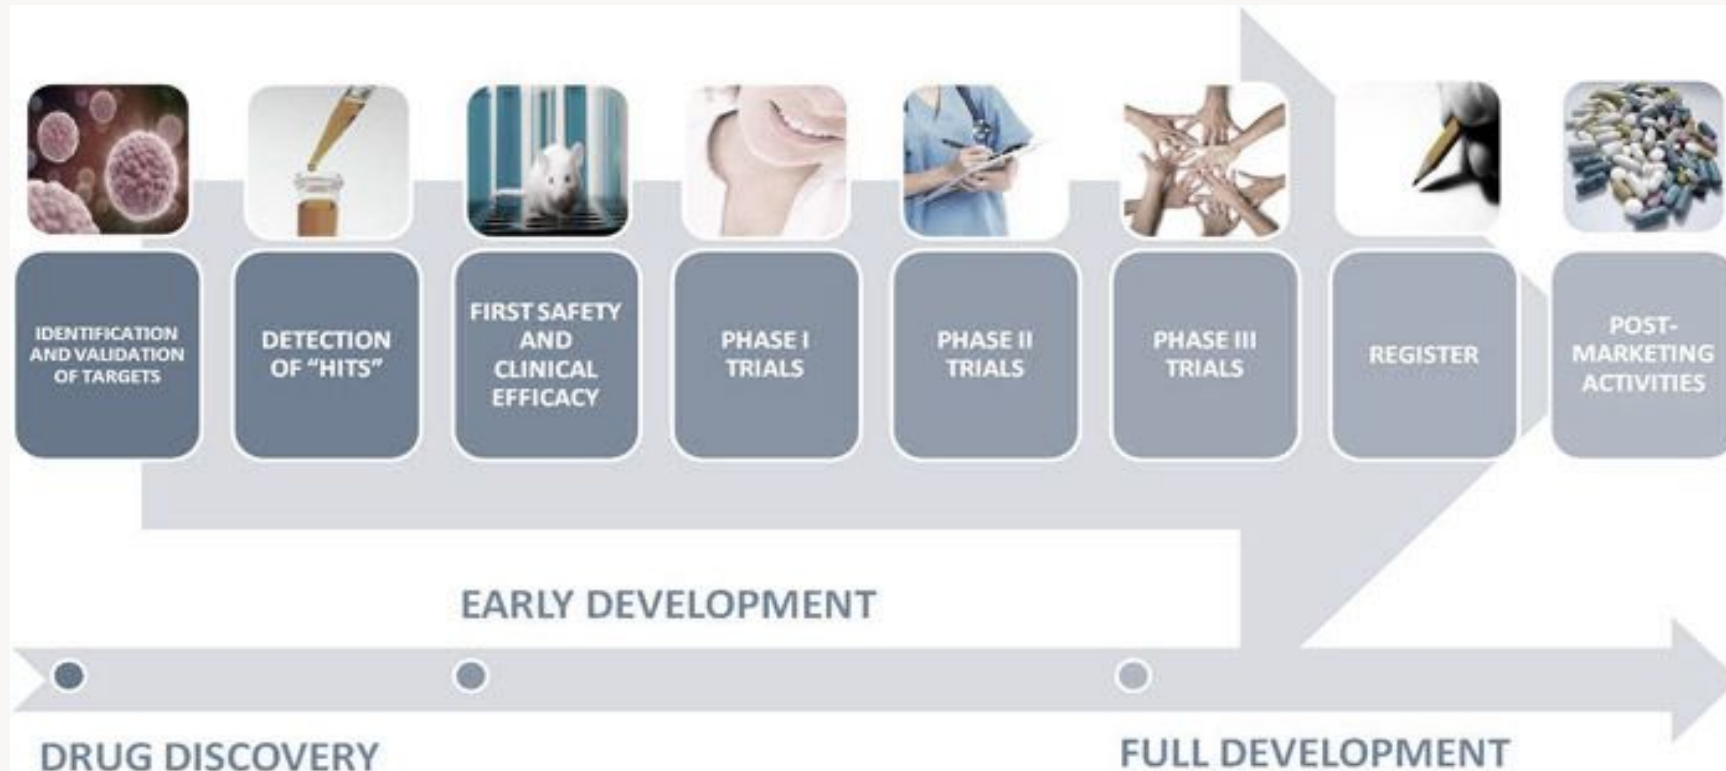 IDENTIFICATION
AND VALIDATION
OF TARGETS
DETECTION
OF “HITS”
FIRST SAFETY
AND
CLINICAL
EFFICACY
PHASE I
TRIALS
PHASE II
TRIALS
PHASE III
TRIALS
REGISTER
POST-
MARKETING
ACTIVITIES
EARLY DEVELOPMENT
DRUG DISCOVERY
FULL DEVELOPMENT